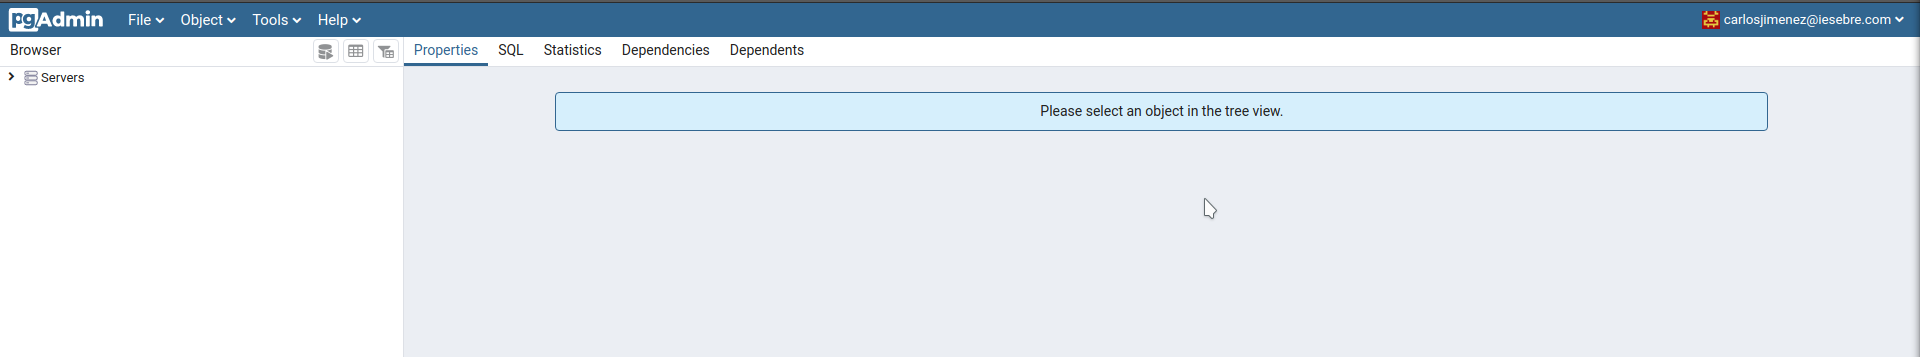 pgAdmin File Object Tools Help carlosjimenez@iesebre.com
Browser Properties SQL Statistics Dependencies Dependents
Servers
Please select an object in the tree view.